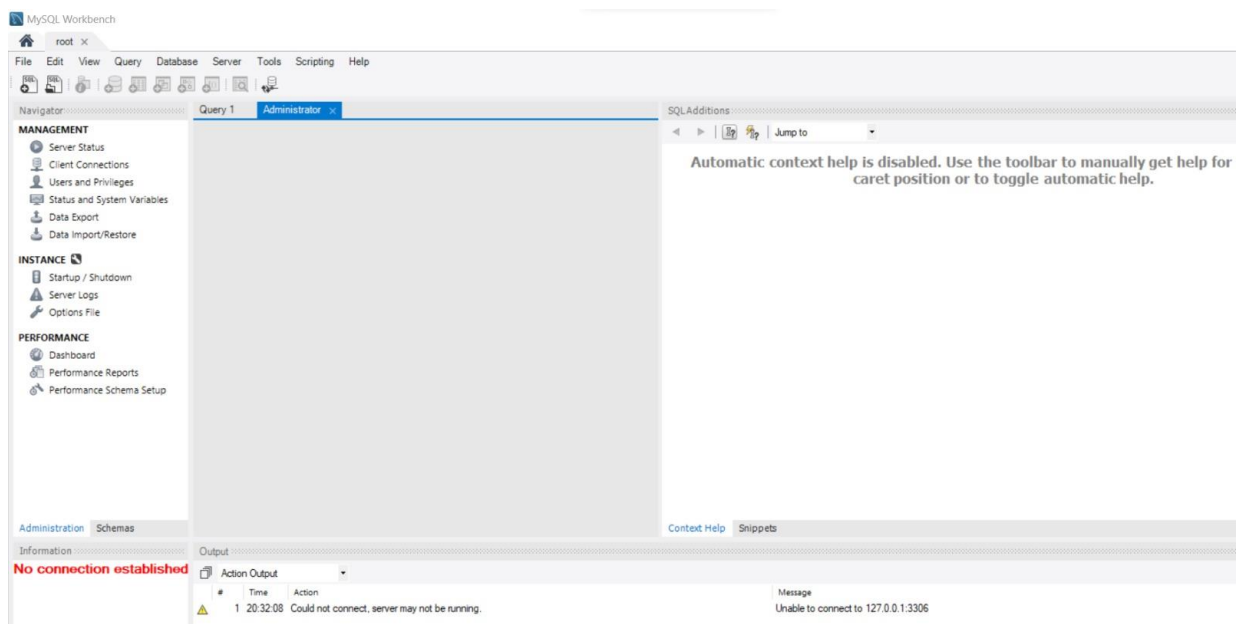 MySQL Workbench
root
File Edit View Query Database Server Tools Scripting Help
Navigator
MANAGEMENT
Server Status
Client Connections
Users and Privileges
Status and System Variables
Data Export
Data Import/Restore
INSTANCE
Startup / Shutdown
Server Logs
Options File
PERFORMANCE
Dashboard
Performance Reports
Performance Schema Setup
Administration Schemas
Information
No connection established
Query 1 Administrator
SQLAdditions
Jump to
Automatic context help is disabled. Use the toolbar to manually get help for
caret position or to toggle automatic help.
Context Help Snippets
Output
Action Output
# Time Action Message
1 20:32:08 Could not connect, server may not be running. Unable to connect to 127.0.0.1:3306